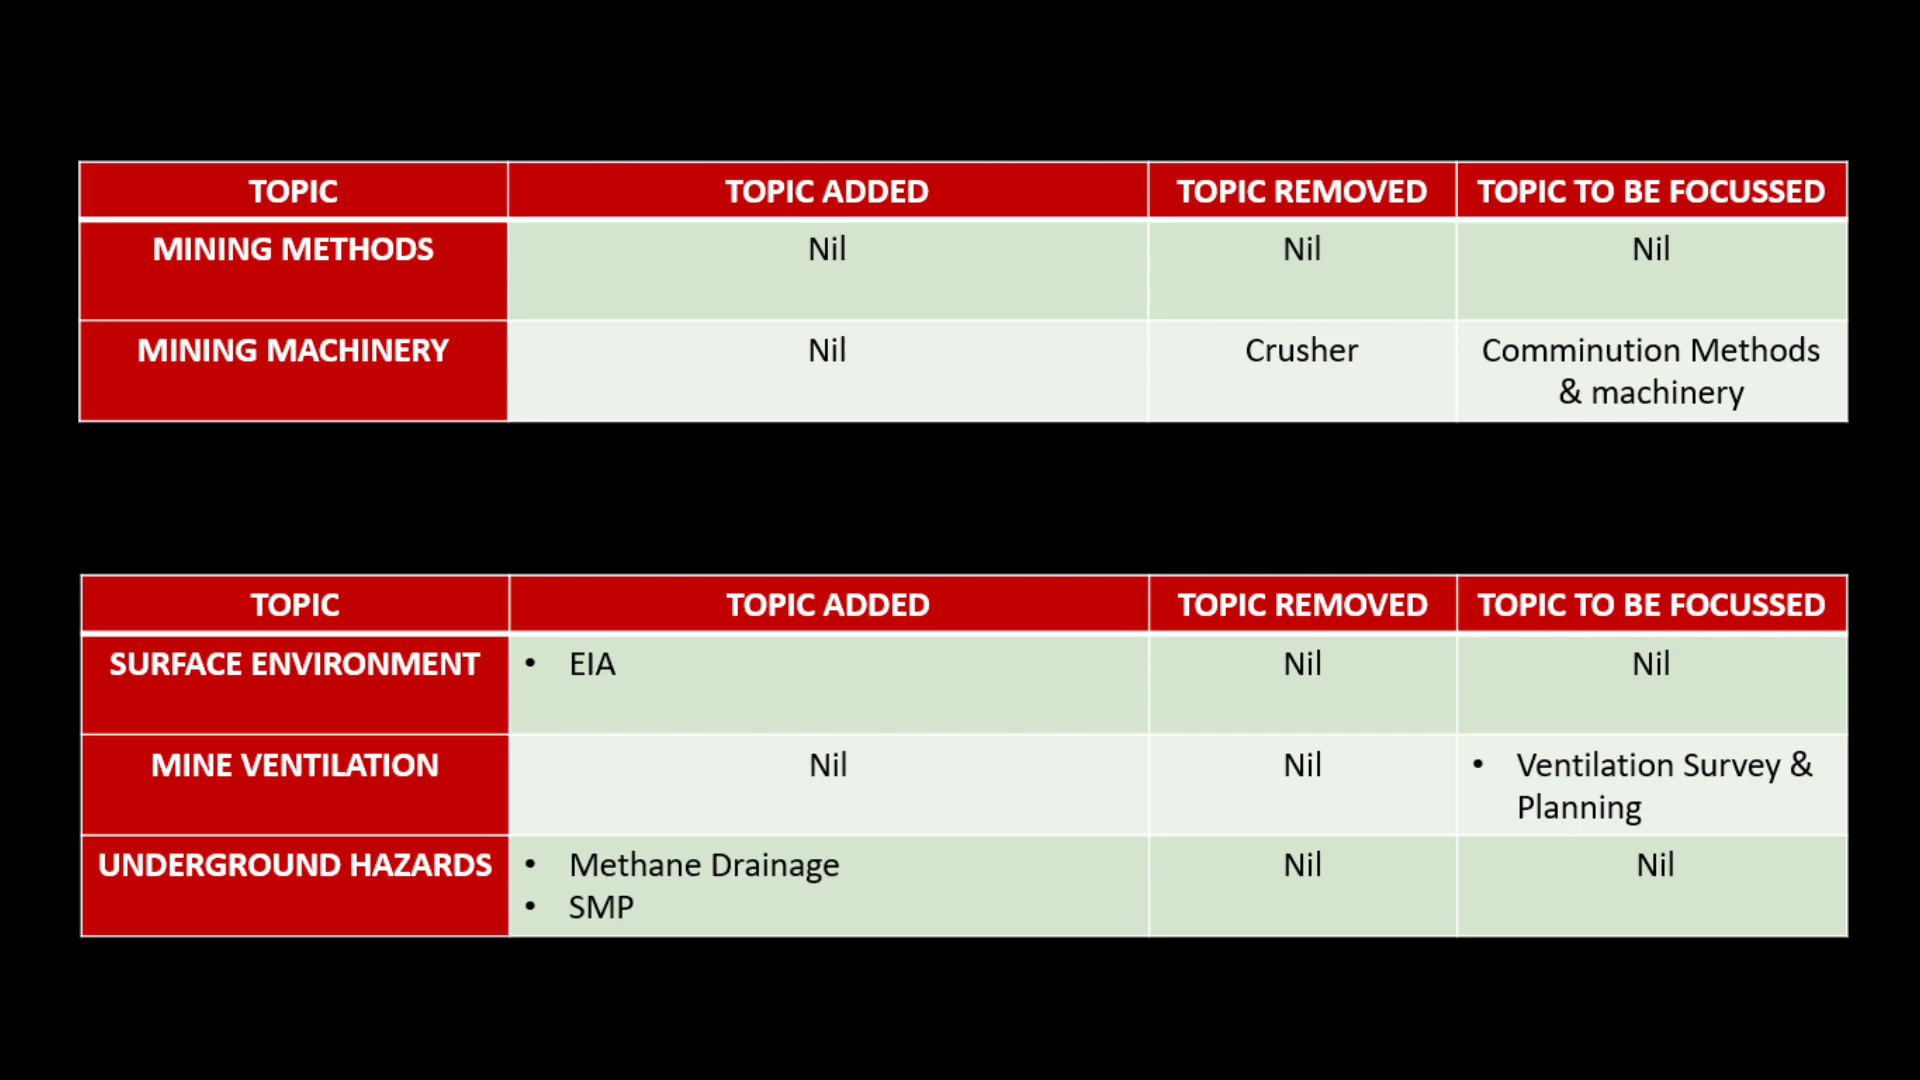 TOPIC TOPIC ADDED TOPIC REMOVED TOPIC TO BE FOCUSSED
MINING METHODS Nil Nil Nil
MINING MACHINERY Nil Crusher Comminution Methods
& machinery
TOPIC TOPIC ADDED TOPIC REMOVED TOPIC TO BE FOCUSSED
SURFACE ENVIRONMENT • EIA Nil Nil
MINE VENTILATION Nil Nil • Ventilation Survey &
Planning
UNDERGROUND HAZARDS • Methane Drainage Nil Nil
• SMP